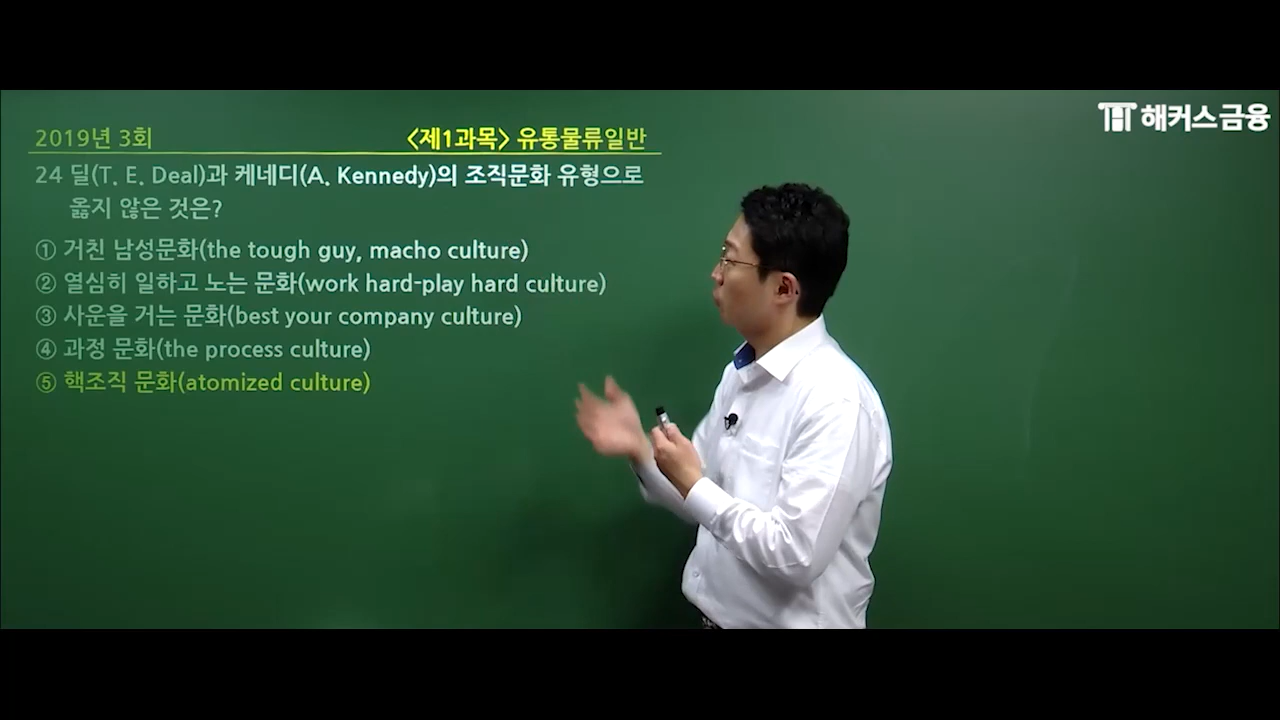 해커스금융
2019년 3회 <제1과목> 유통물류일반
24 딜(T. E. Deal)과 케네디(A. Kennedy)의 조직문화 유형으로
옳지 않은 것은?
① 거친 남성문화(the tough guy, macho culture)
② 열심히 일하고 노는 문화(work hard-play hard culture)
③ 사운을 거는 문화(best your company culture)
④ 과정 문화(the process culture)
⑤ 핵조직 문화(atomized culture)